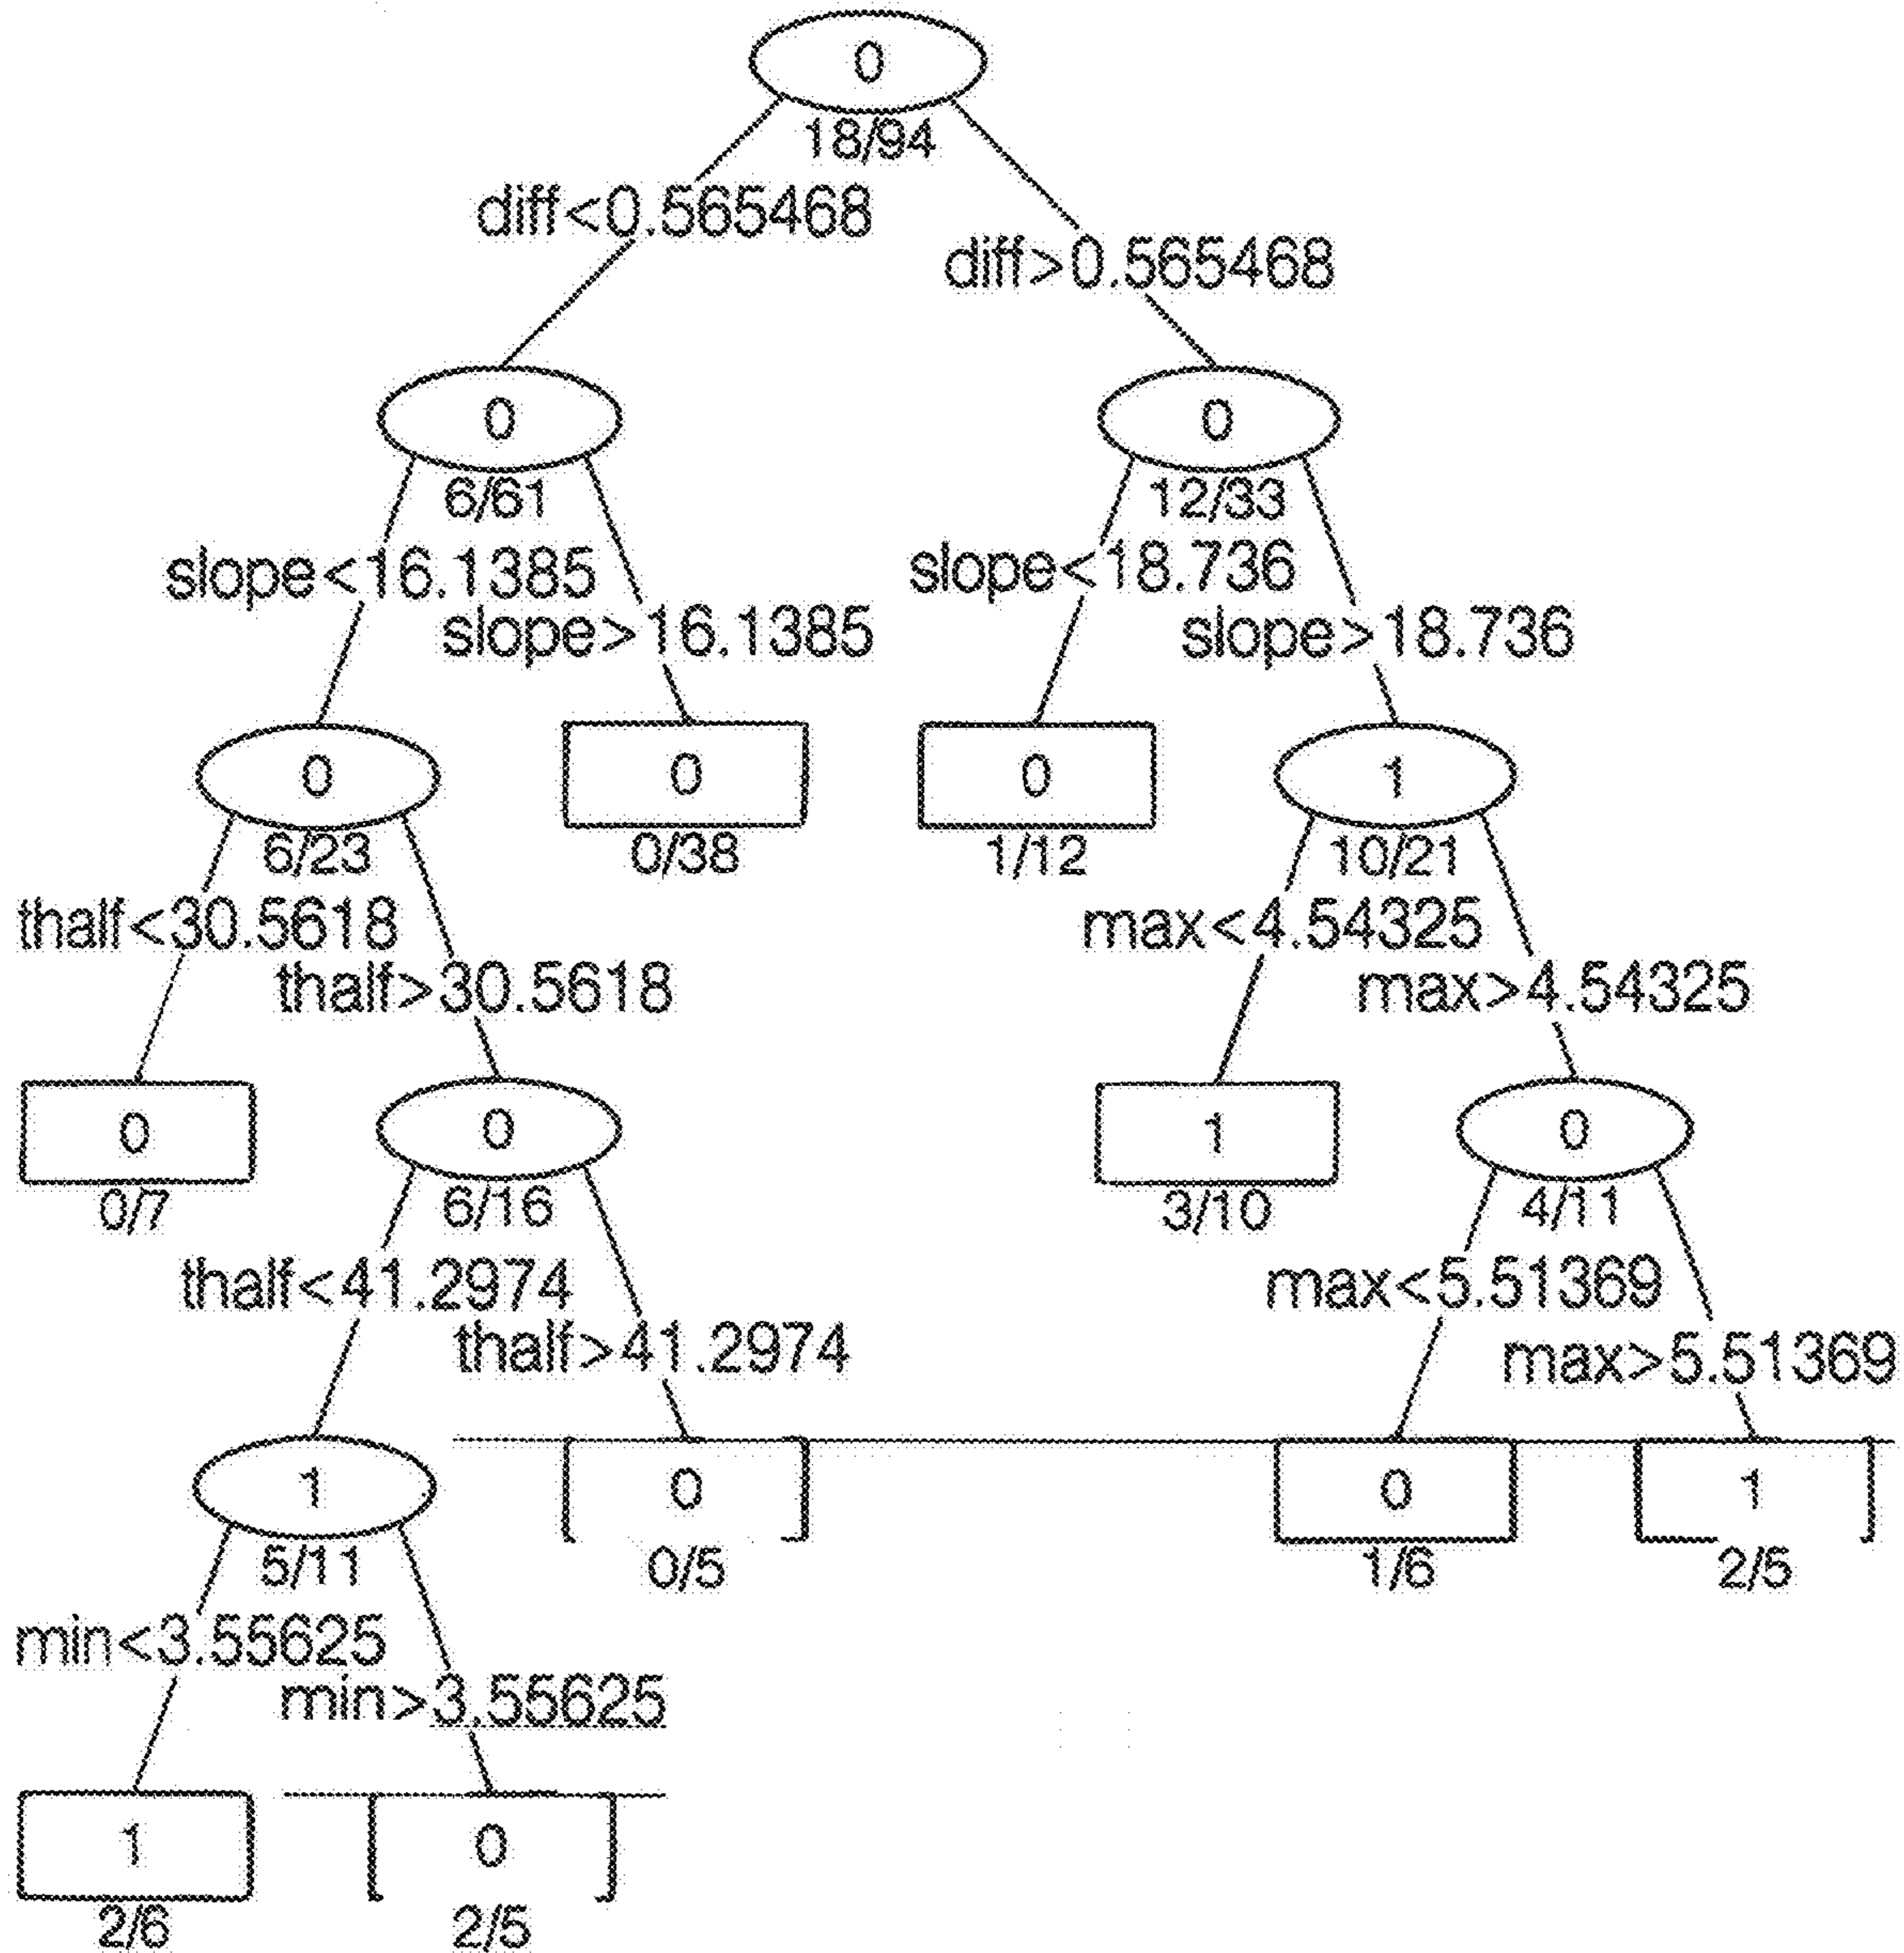 0
18/94
diff<0.565468
diff>0.565468
0
0
6/61
12/33
slope<16.1385
slope>16.1385
slope<18.736
slope>18.736
0
0
0
1
6/23
0/38
1/12
10/21
thalf<30.5618
thalf>30.5618
max<4.54325
max>4.54325
0
0
1
0
0/7
6/16
3/10
4/11
thalf<41.2974
thalf>41.2974
max<5.51369
max>5.51369
1
0
0
1
5/11
0/5
1/6
2/5
min<3.55625
min>3.55625
1
0
2/6
2/5